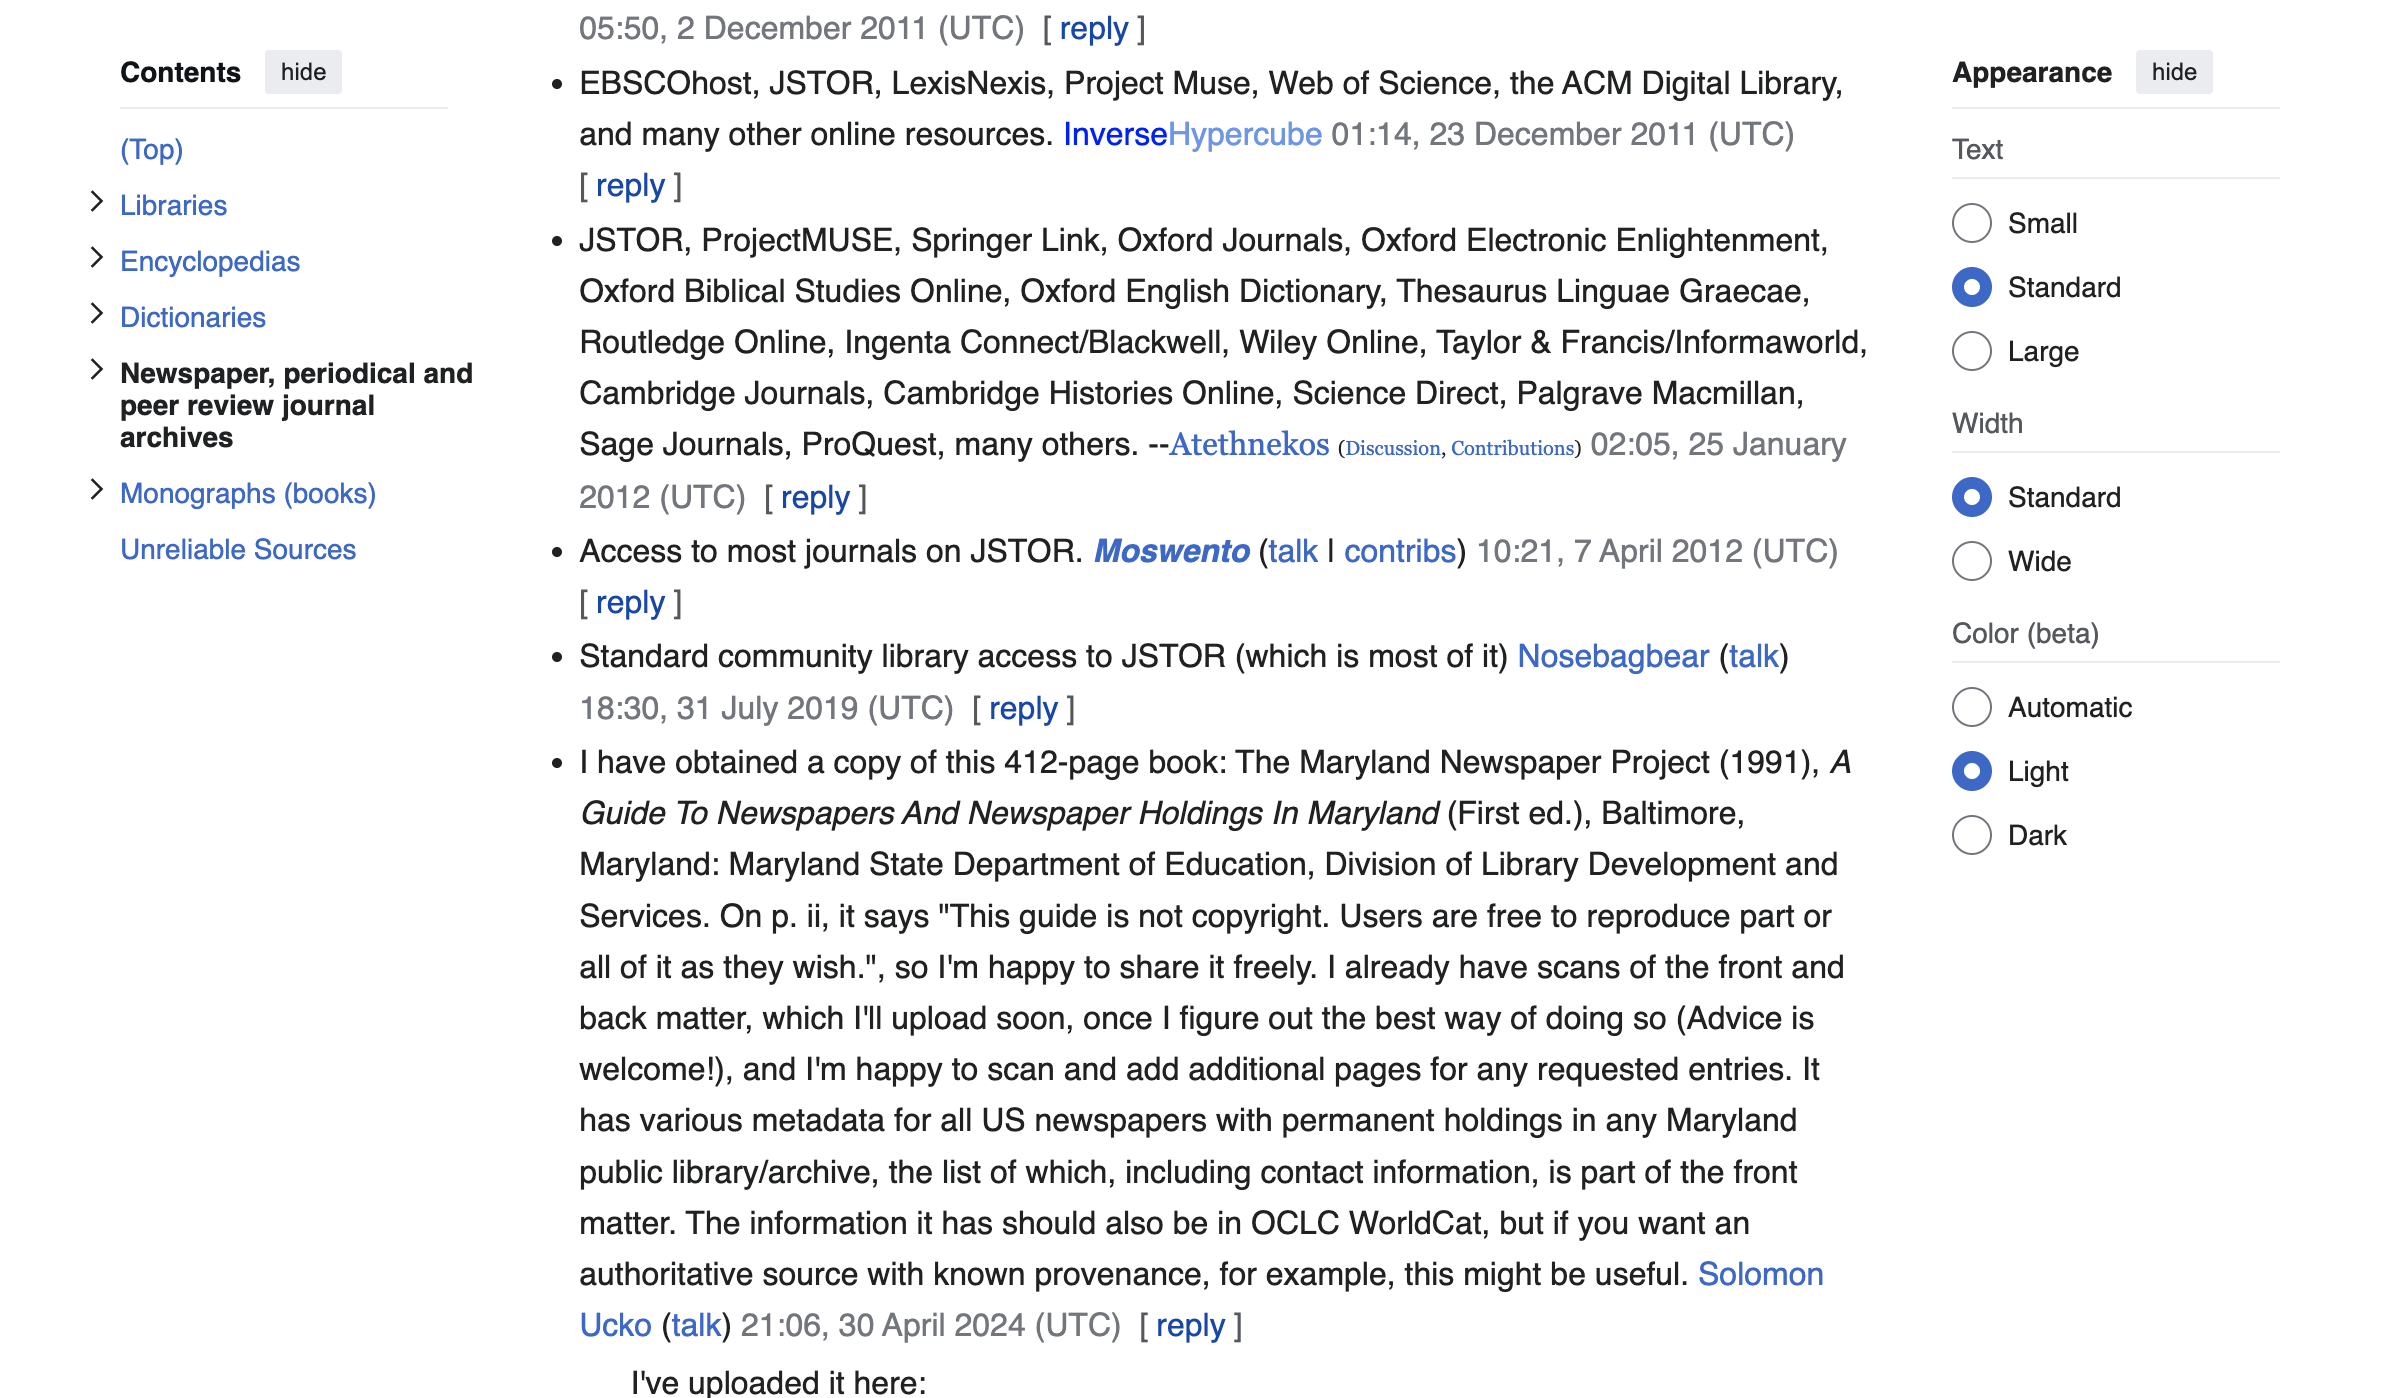 Contents hide
(Top)
Libraries
Encyclopedias
Dictionaries
Newspaper, periodical and
peer review journal
archives
Monographs (books)
Unreliable Sources
05:50, 2 December 2011 (UTC) [ reply ]
• EBSCOhost, JSTOR, LexisNexis, Project Muse, Web of Science, the ACM Digital Library,
and many other online resources. InverseHypercube 01:14, 23 December 2011 (UTC)
[ reply ]
• JSTOR, ProjectMUSE, Springer Link, Oxford Journals, Oxford Electronic Enlightenment,
Oxford Biblical Studies Online, Oxford English Dictionary, Thesaurus Linguae Graecae,
Routledge Online, Ingenta Connect/Blackwell, Wiley Online, Taylor & Francis/Informaworld,
Cambridge Journals, Cambridge Histories Online, Science Direct, Palgrave Macmillan,
Sage Journals, ProQuest, many others. --Atethnekos (Discussion, Contributions) 02:05, 25 January
2012 (UTC) [ reply ]
• Access to most journals on JSTOR. Moswento (talk | contribs) 10:21, 7 April 2012 (UTC)
[ reply ]
• Standard community library access to JSTOR (which is most of it) Nosebagbear (talk)
18:30, 31 July 2019 (UTC) [ reply ]
• I have obtained a copy of this 412-page book: The Maryland Newspaper Project (1991), A
Guide To Newspapers And Newspaper Holdings In Maryland (First ed.), Baltimore,
Maryland: Maryland State Department of Education, Division of Library Development and
Services. On p. ii, it says "This guide is not copyright. Users are free to reproduce part or
all of it as they wish.", so I'm happy to share it freely. I already have scans of the front and
back matter, which I'll upload soon, once I figure out the best way of doing so (Advice is
welcome!), and I'm happy to scan and add additional pages for any requested entries. It
has various metadata for all US newspapers with permanent holdings in any Maryland
public library/archive, the list of which, including contact information, is part of the front
matter. The information it has should also be in OCLC WorldCat, but if you want an
authoritative source with known provenance, for example, this might be useful. Solomon
Ucko (talk) 21:06, 30 April 2024 (UTC) [ reply ]
I've uploaded it here:
Appearance hide
Text
Small
Standard
Large
Width
Standard
Wide
Color (beta)
Automatic
Light
Dark